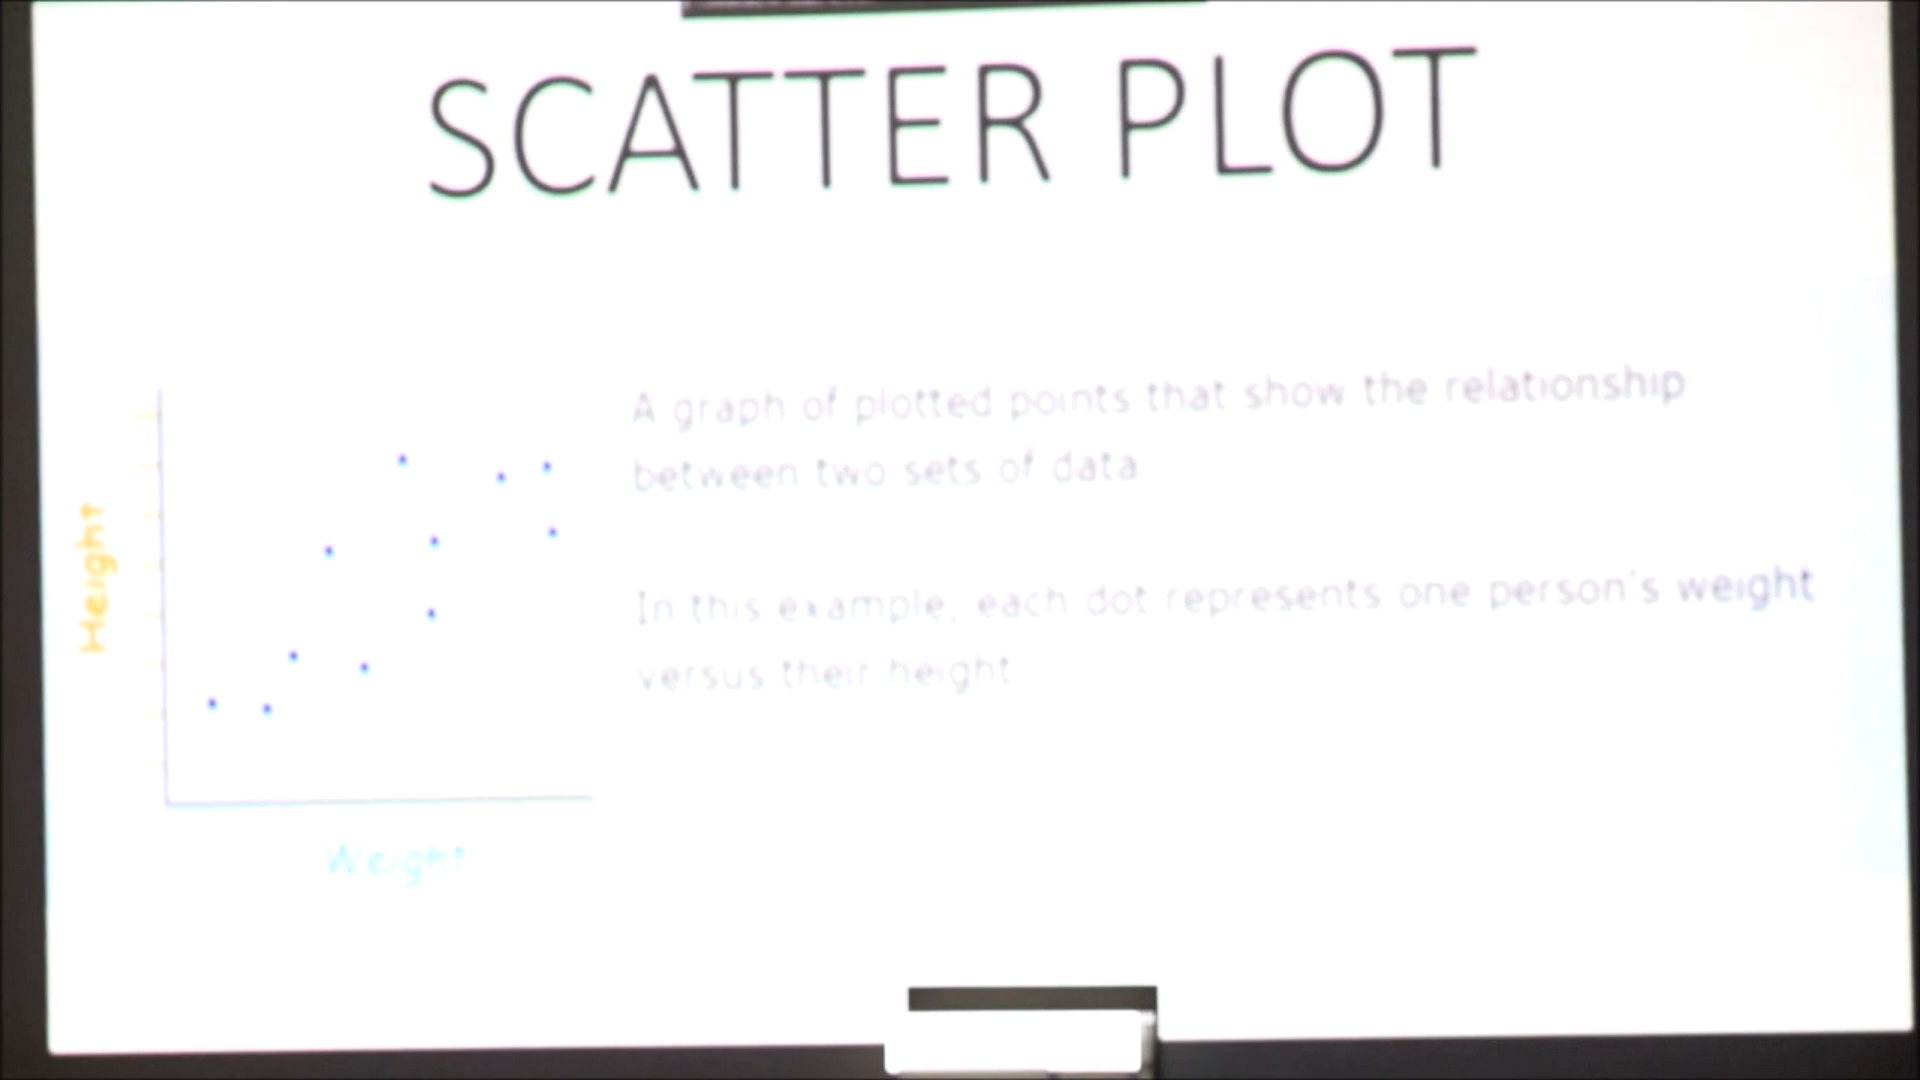 SCATTER PLOT
A graph of plotted points that show the relationship
between two sets of data
In this example, each dot represents one person's weight
versus their height
Height
Weight